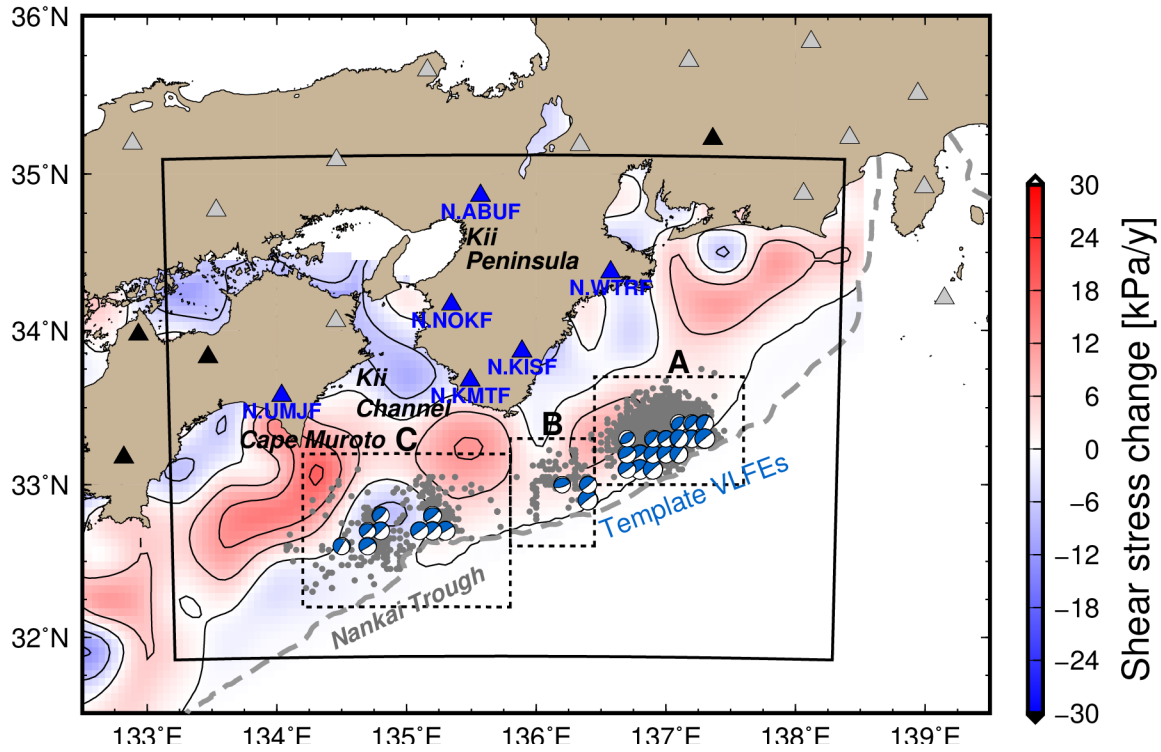 36˚N
35˚N
34˚N
33˚N
32˚N
133˚E
134˚E
135˚E
136˚E
137˚E
138˚E
139˚E
N.ABUF
Kii
Peninsula
N.WTRF
N.NOKF
N.KISF
N.KMTF
Kii
Channel
N.UMJF
Cape Muroto
A
B
C
Template VLFEs
Nankai Trough
30
24
18
12
6
0
−6
−12
−18
−24
−30
Shear stress change [kPa/y]